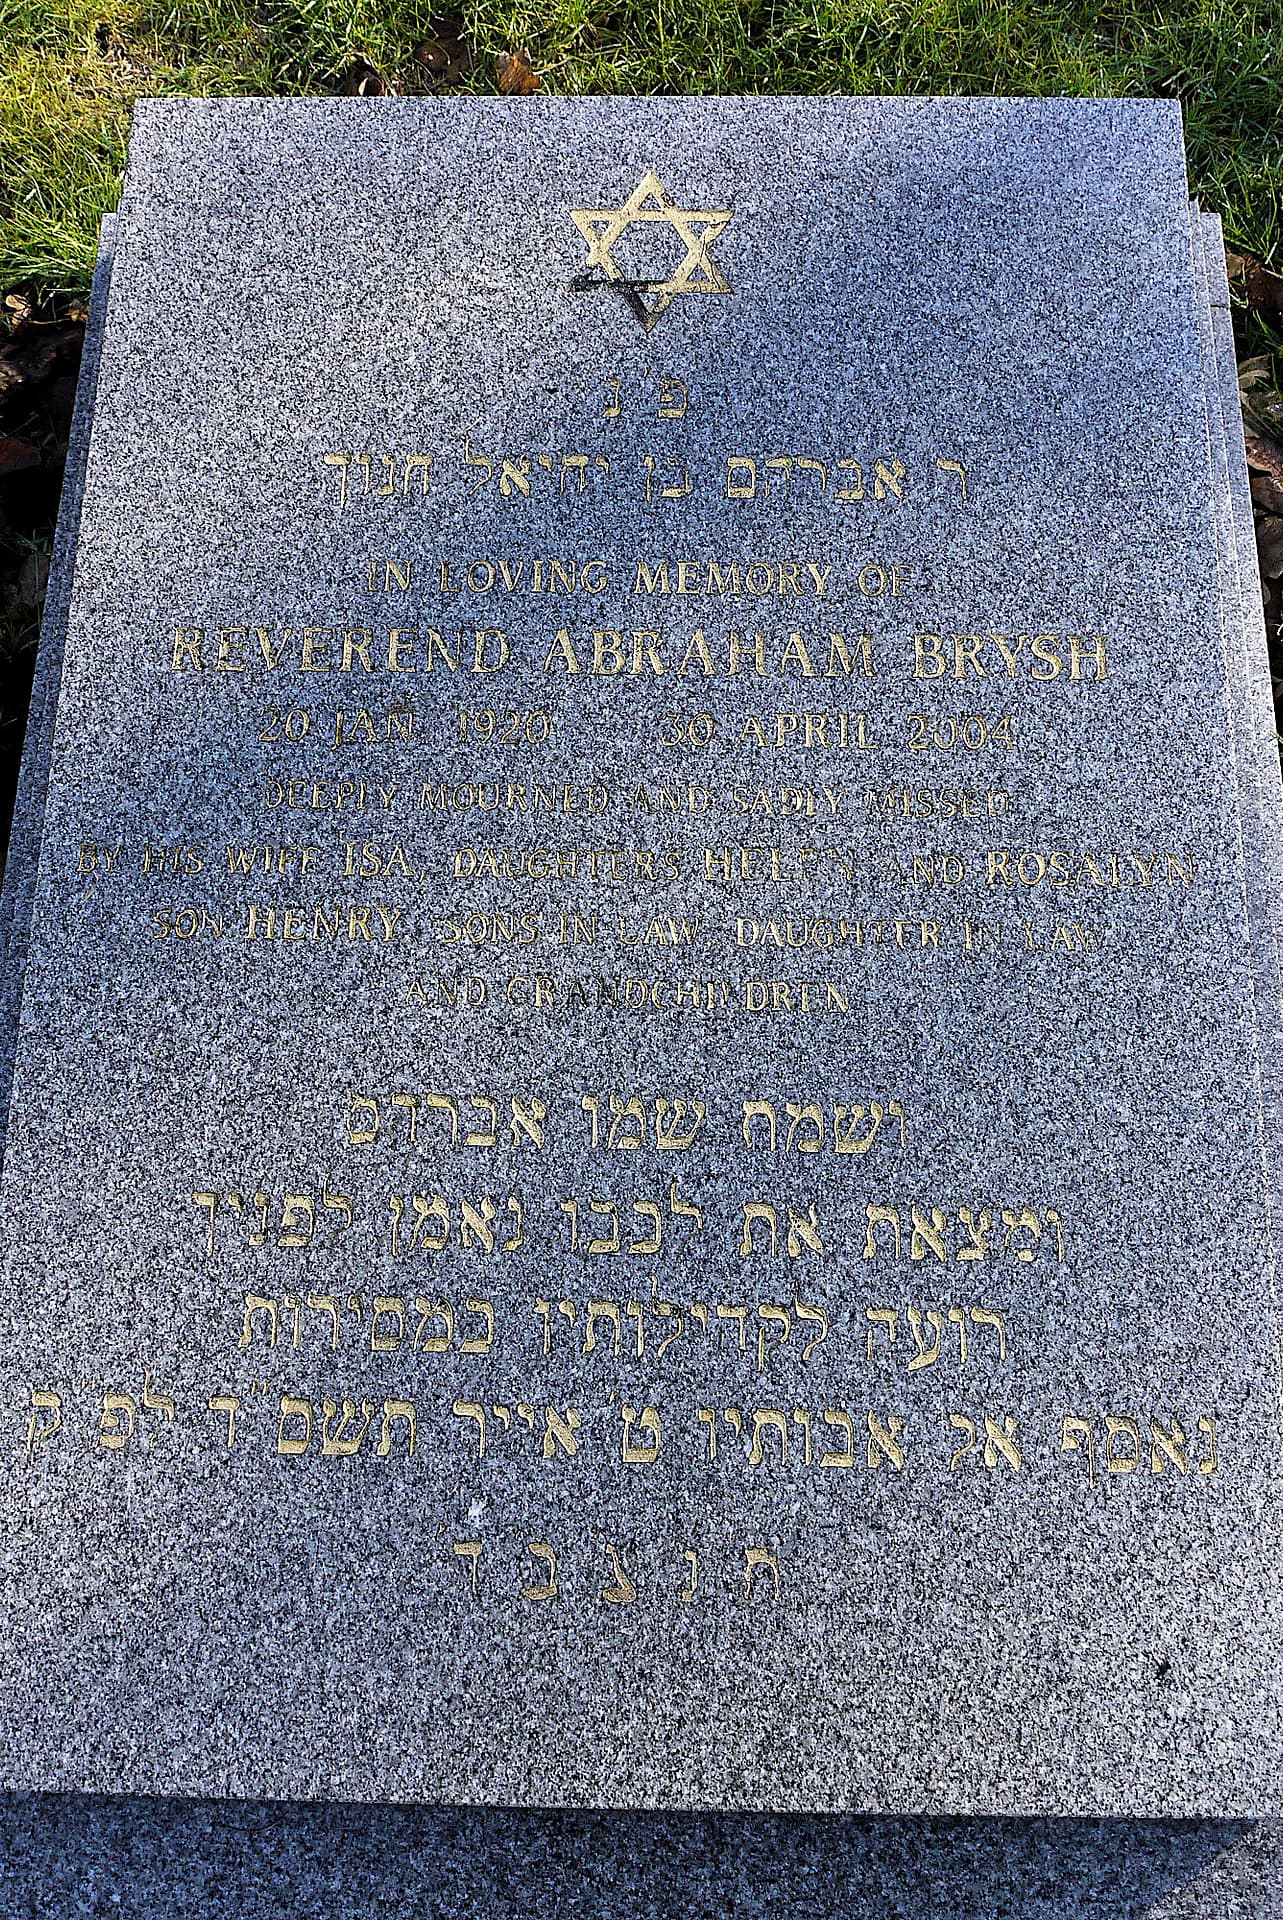 פ'נ'
ר' אברהם בן יחיאל חנוך
IN LOVING MEMORY OF
REVEREND ABRAHAM BRYSH
20 JAN. 1920 30 APRIL 2004
DEEPLY MOURNED AND SADLY MISSED
BY HIS WIFE ISA, DAUGHTERS HELEN AND ROSALYN
SON HENRY SONS IN LAW, DAUGHTER IN LAW
AND GRANDCHILDREN
ושמת שמו אברהם
ומצאת את לבבו נאמן לפניך
רועה לקהילותיו במסירות
נאסף אל אבותיו ט' אייר תשס"ד לפ"ק
ת'נ'צ'ב'ה'